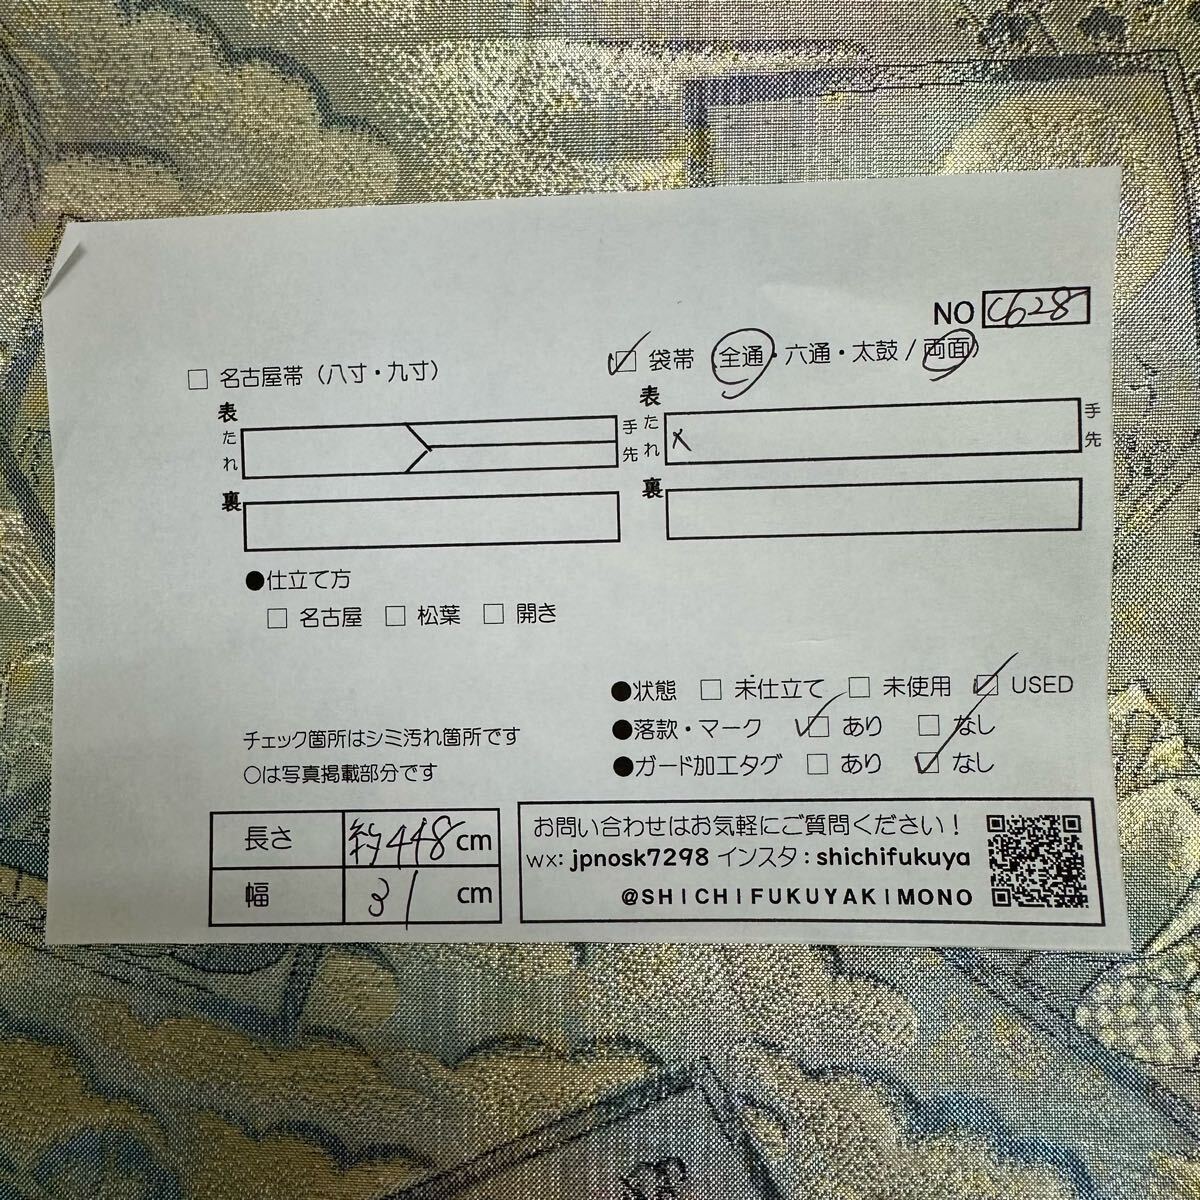 NO C628
□ 名古屋帯（八寸・九寸）
□ 袋帯 全通・六通・太鼓 / 両面）
表
たれ
手先
裏
表
たれ
手先
裏
●仕立て方
□ 名古屋 □ 松葉 □ 開き
●状態 □ 未仕立て □ 未使用 □ USED
●落款・マーク □ あり □ なし
●ガード加工タグ □ あり □ なし
チェック箇所はシミ汚れ箇所です
○は写真掲載部分です
長さ 約448cm
幅 31 cm
お問い合わせはお気軽にご質問ください！
wx: jpnosk7298 インスタ : shichifukuya
@SHICHIFUKUYAKIMONO